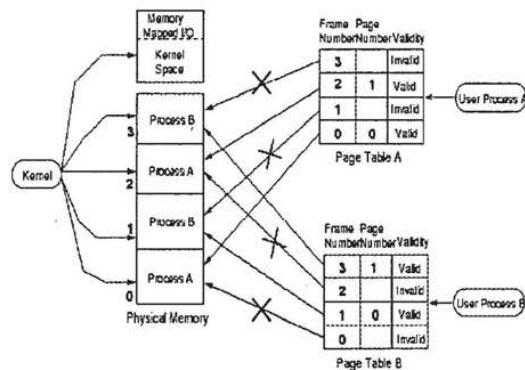 Memory
Mapped I/O
Kernel
Space
Process B
3
Process A
2
Process B
1
Process A
0
Physical Memory
Kernel
Frame Page
Number Number Validity
3 Invalid
2 1 Valid
1 Invalid
0 0 Valid
Page Table A
User Process A
Frame Page
Number Number Validity
3 1 Valid
2 Invalid
1 0 Valid
0 Invalid
Page Table B
User Process B